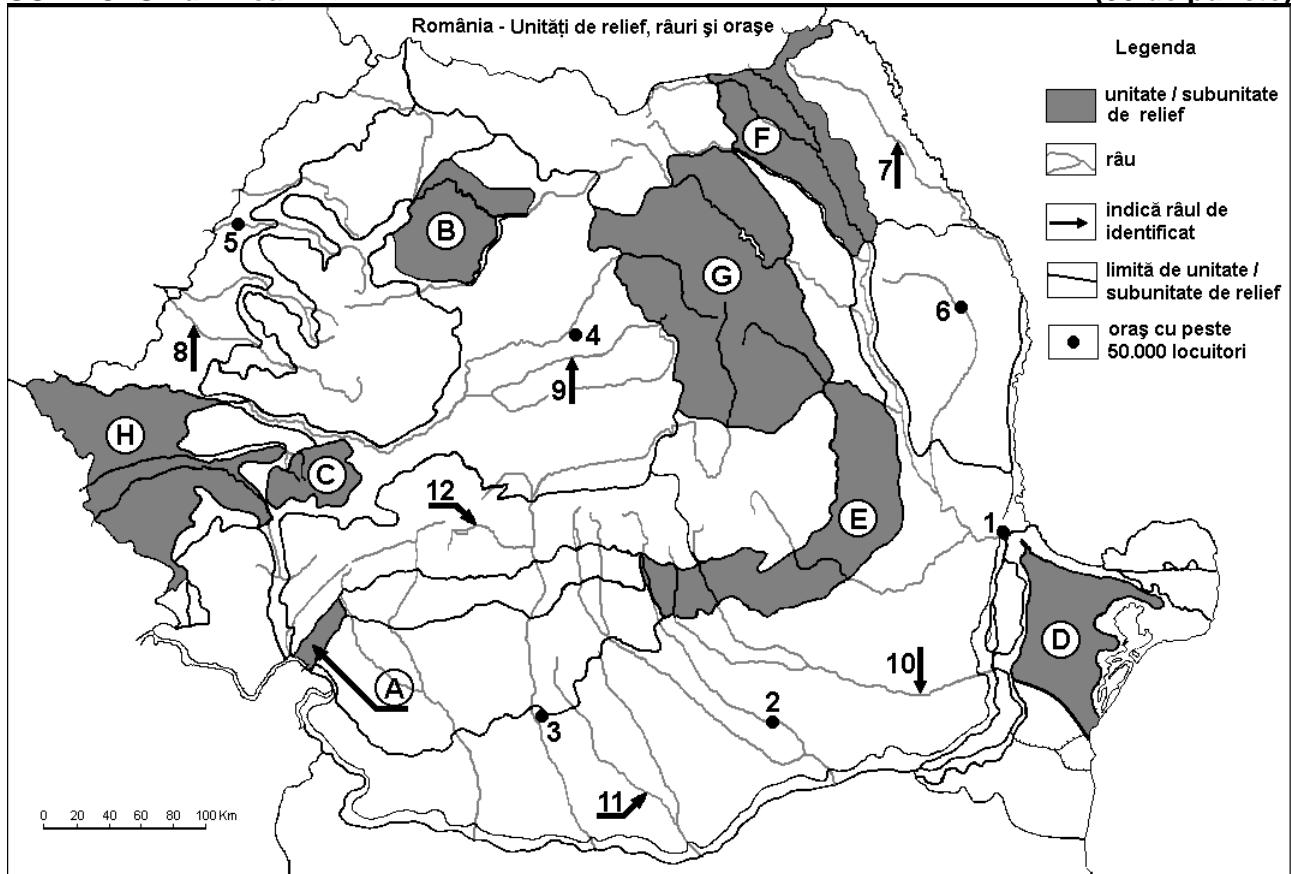 România - Unități de relief, râuri şi orașe
Legenda
unitate / subunitate
de relief
râu
indică râul de
identificat
limită de unitate /
subunitate de relief
oraş cu peste
50.000 locuitori
F
7
B
5
G
6
4
8
9
H
C
12
E
1
D
A
10
2
3
11
0 20 40 60 80 100 Km